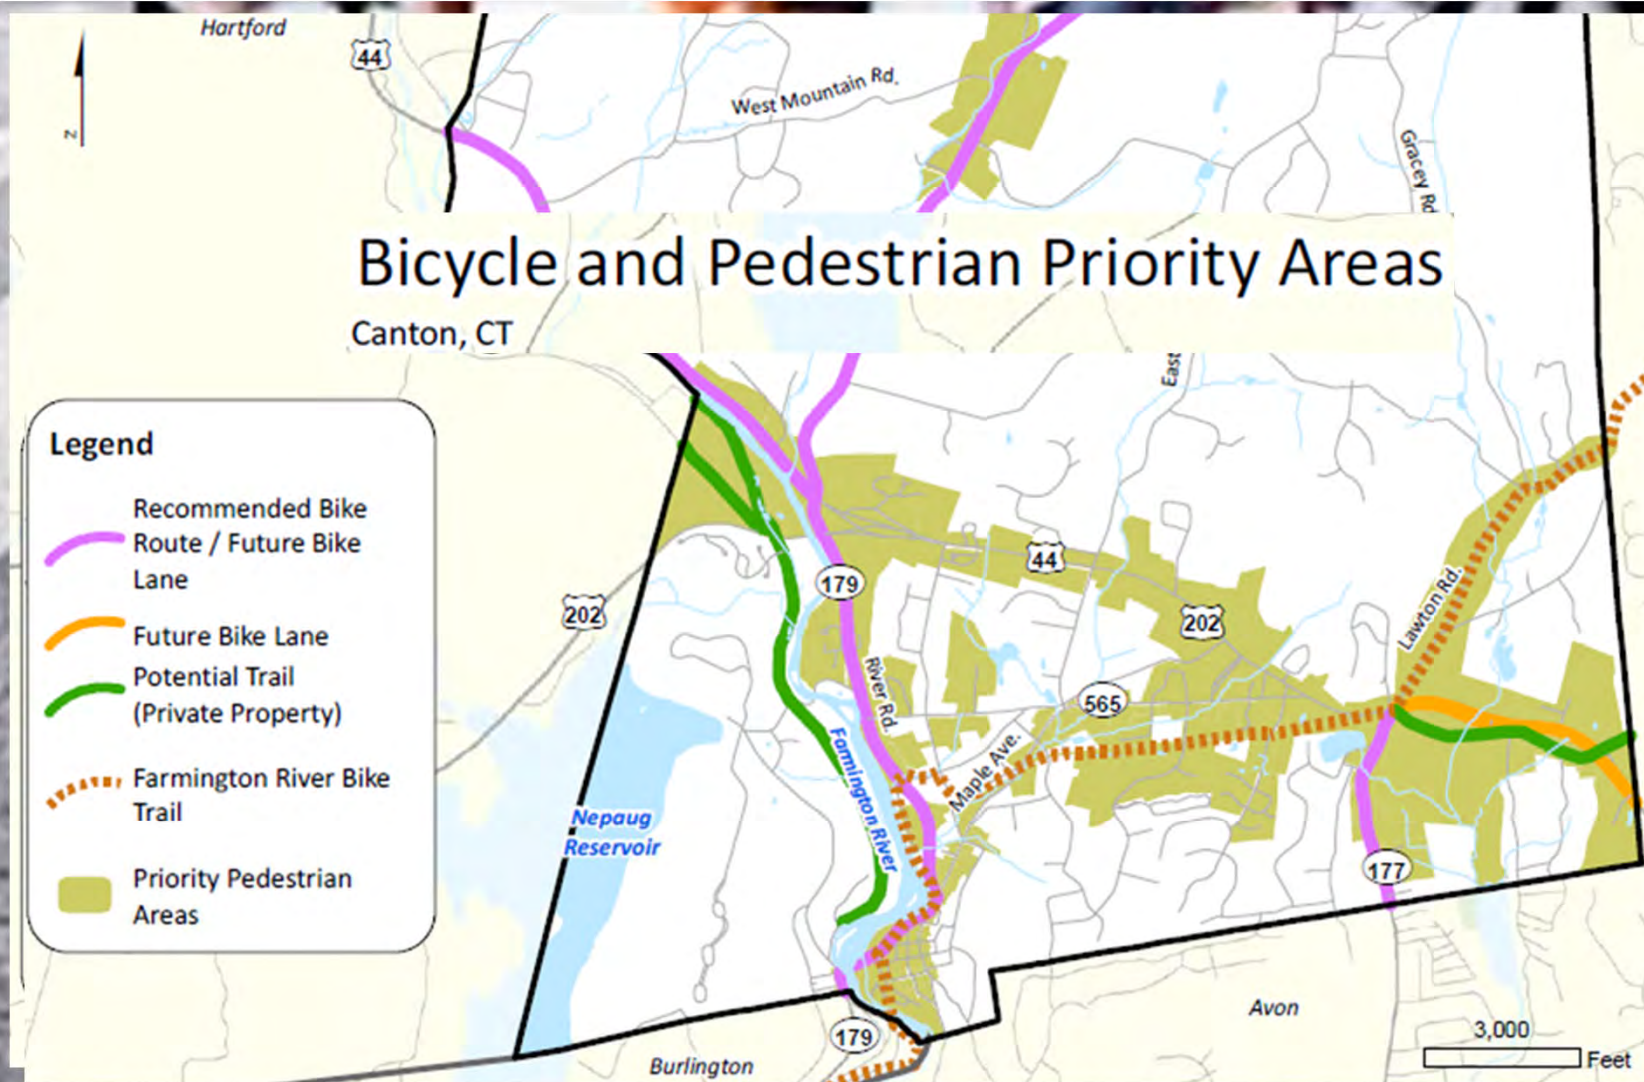 Hartford
44
West Mountain Rd.
Gracey Rd
z
Bicycle and Pedestrian Priority Areas
Canton, CT
East
Legend
Recommended Bike
Route / Future Bike
Lane
Future Bike Lane
Potential Trail
(Private Property)
Farmington River Bike
Trail
Priority Pedestrian
Areas
44
179
202
202
Lawton Rd.
River Rd.
565
Maple Ave.
Farmington River
Nepaug
Reservoir
177
179
Avon
Burlington
3,000
Feet